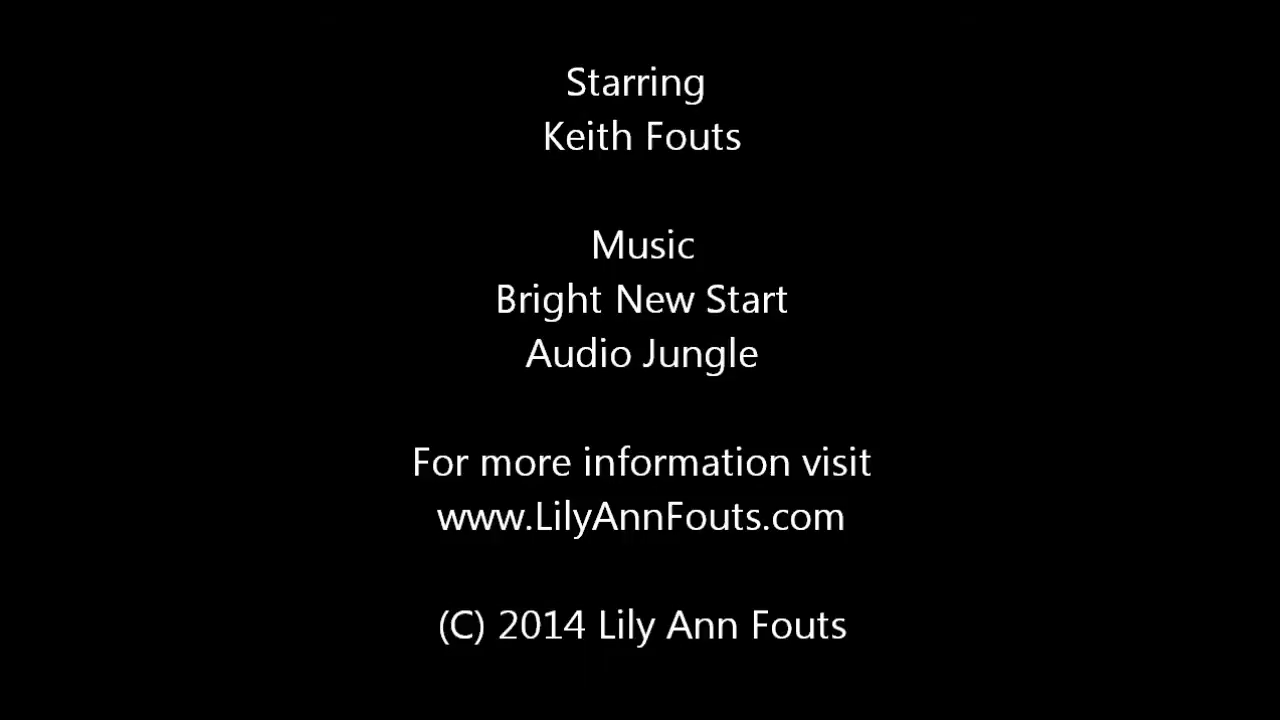 Starring
Keith Fouts
Music
Bright New Start
Audio Jungle
For more information visit
www.LilyAnnFouts.com
(C) 2014 Lily Ann Fouts